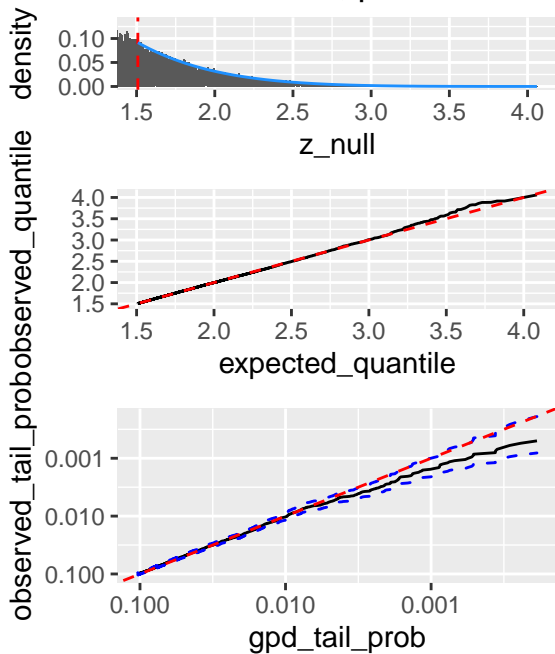 density
0.10
0.05
0.00
1.5 2.0 2.5 3.0 3.5 4.0
z_null
observed_quantile
4.0
3.5
3.0
2.5
2.0
1.5
1.5 2.0 2.5 3.0 3.5 4.0
expected_quantile
observed_tail_prob
0.001
0.010
0.100
0.100 0.010 0.001
gpd_tail_prob